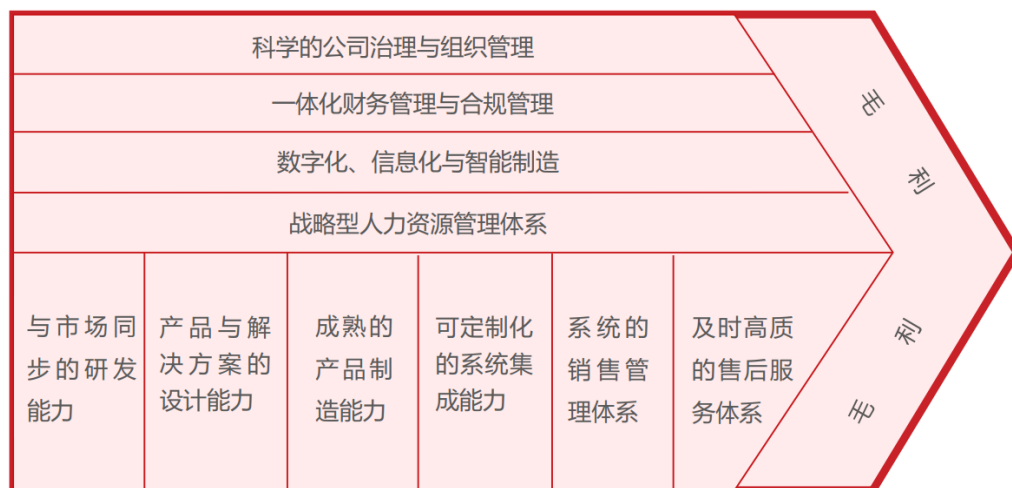 科学的公司治理与组织管理
一体化财务管理与合规管理
数字化、信息化与智能制造
战略型人力资源管理体系
与市场同
步的研发
能力
产品与解
决方案的
设计能力
成熟的
产品制
造能力
可定制化
的系统集
成能力
系统的
销售管
理体系
及时高质
的售后服
务体系
毛利
毛利